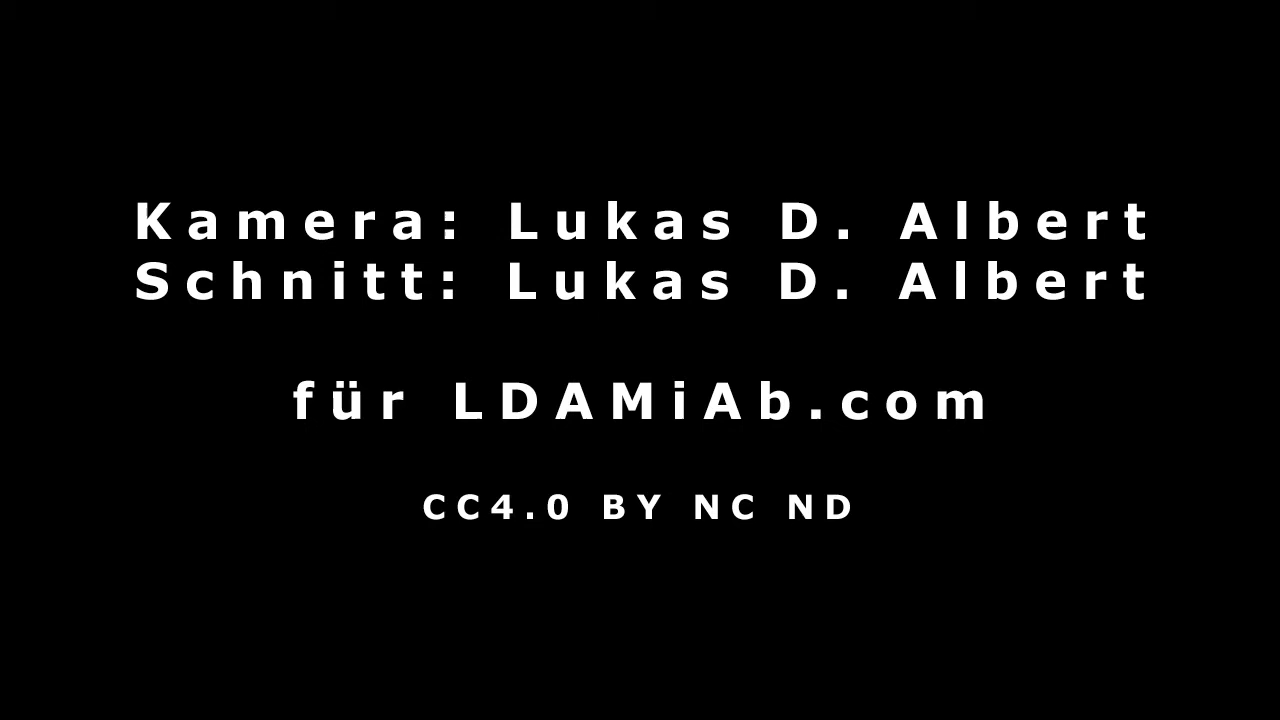 Kamera: Lukas D. Albert
Schnitt: Lukas D. Albert
für LDAMiAb.com
CC4.0 BY NC ND